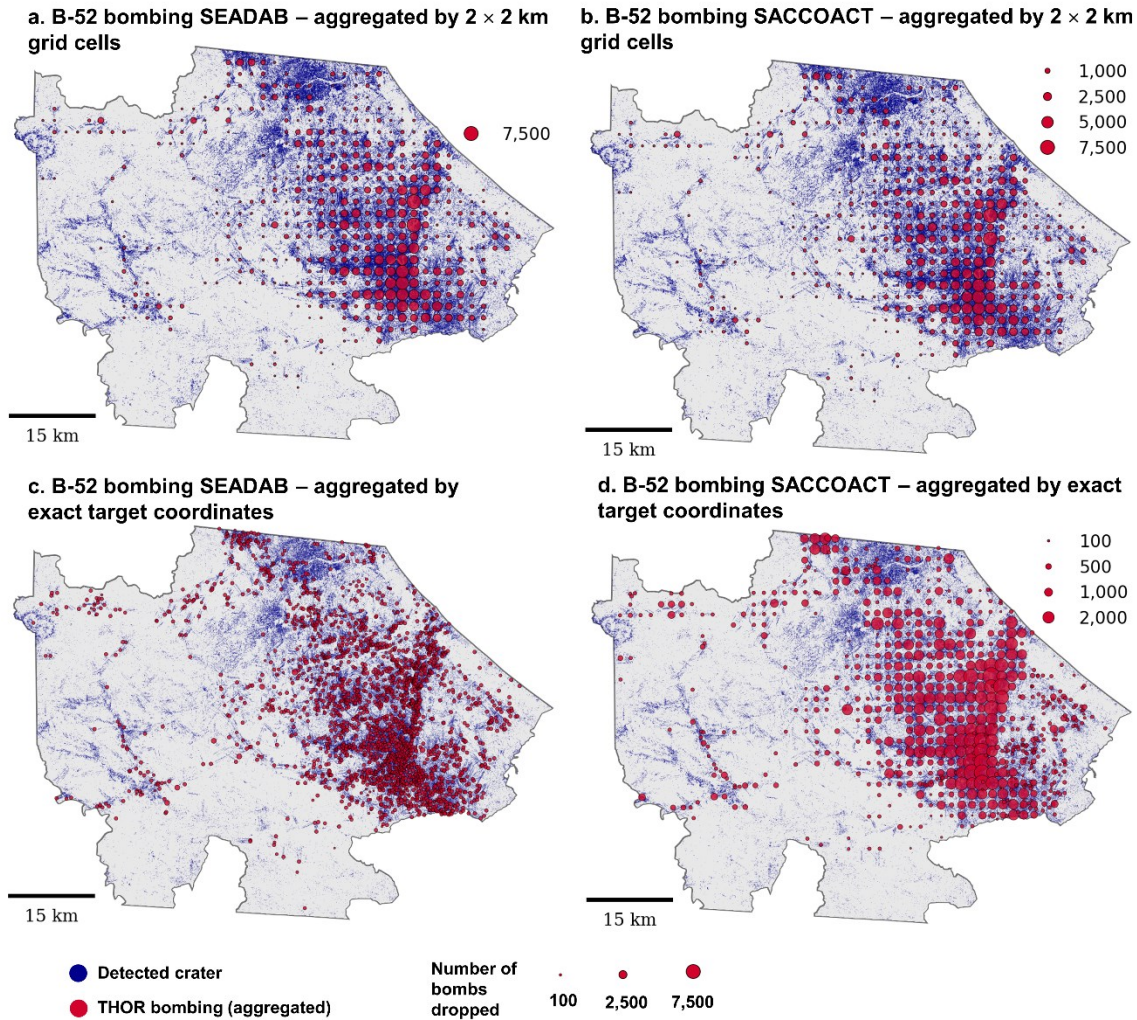 a. B-52 bombing SEADAB – aggregated by 2 × 2 km
grid cells
7,500
15 km
b. B-52 bombing SACCOACT – aggregated by 2 × 2 km
grid cells
1,000
2,500
5,000
7,500
15 km
c. B-52 bombing SEADAB – aggregated by
exact target coordinates
15 km
d. B-52 bombing SACCOACT – aggregated by exact
target coordinates
100
500
1,000
2,000
15 km
Detected crater
THOR bombing (aggregated)
Number of
bombs
dropped
100 2,500 7,500